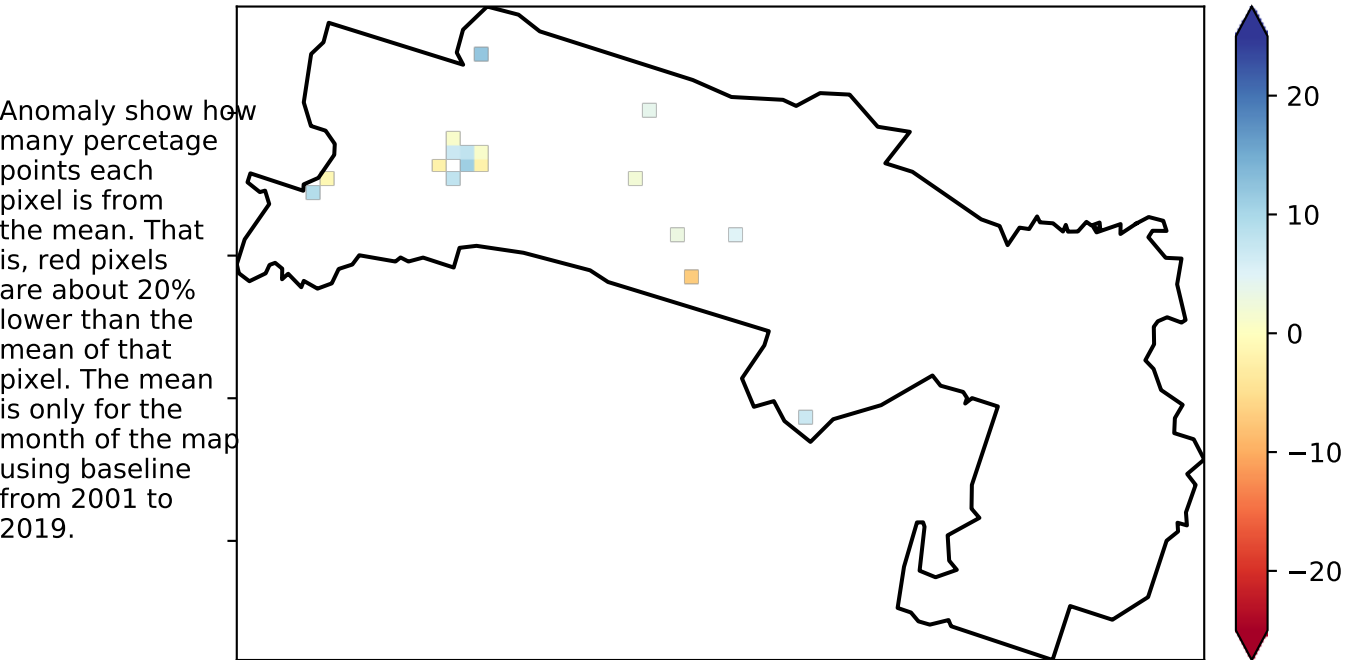 Anomaly show how
many percetage
points each
pixel is from
the mean. That
is, red pixels
are about 20%
lower than the
mean of that
pixel. The mean
is only for the
month of the map
using baseline
from 2001 to
2019.
20
10
0
−10
−20